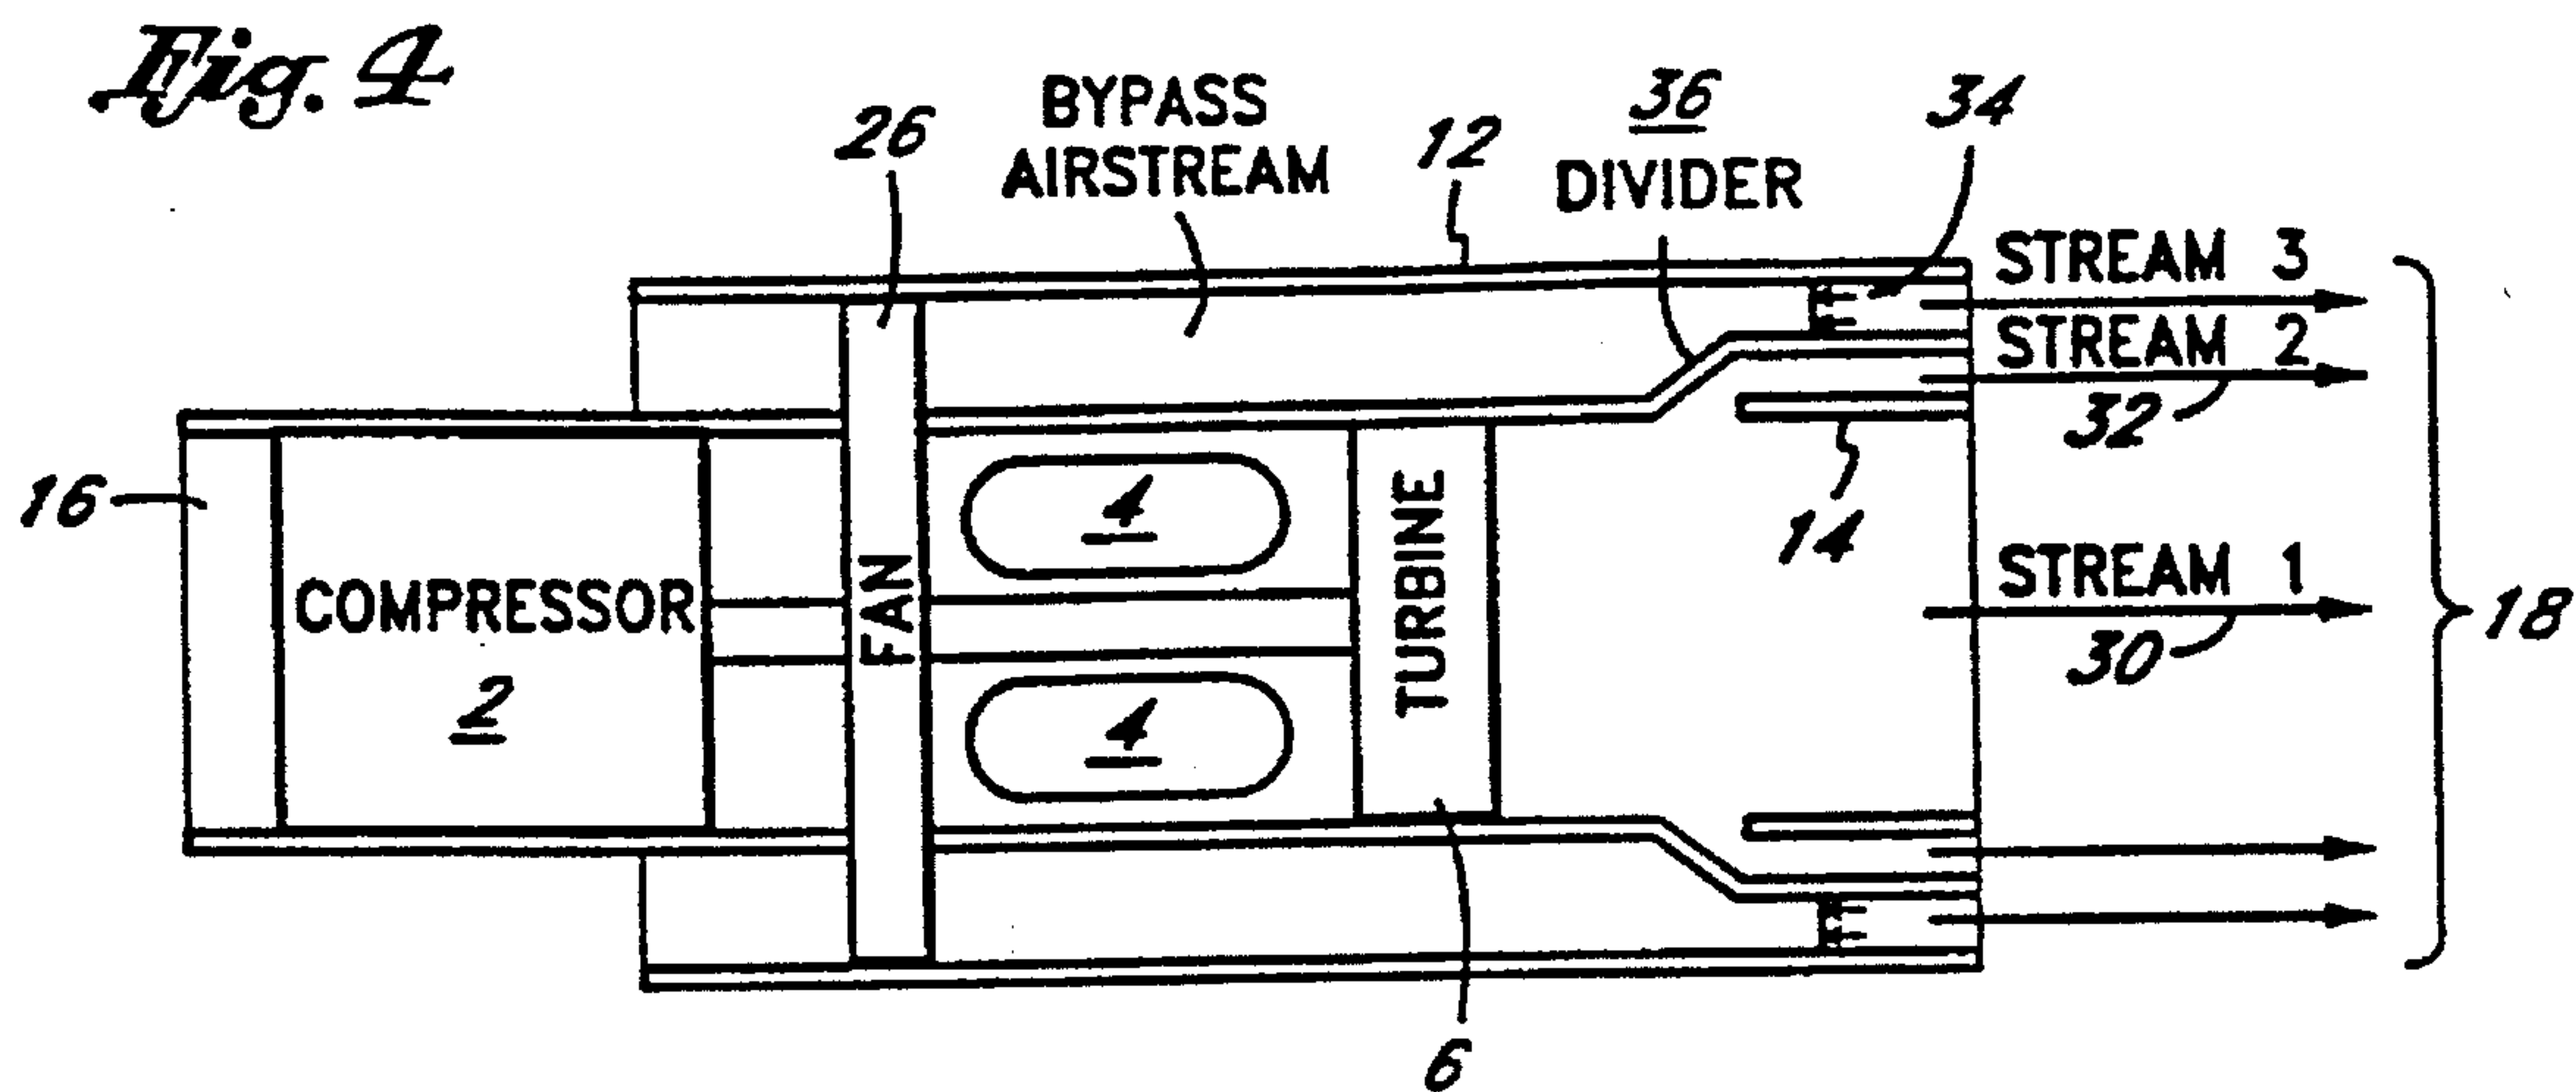 Fig. 4
26
BYPASS
AIRSTREAM
12
36
DIVIDER
34
STREAM 3
STREAM 2
32
16
COMPRESSOR
2
FAN
4
4
TURBINE
14
STREAM 1
30
18
6